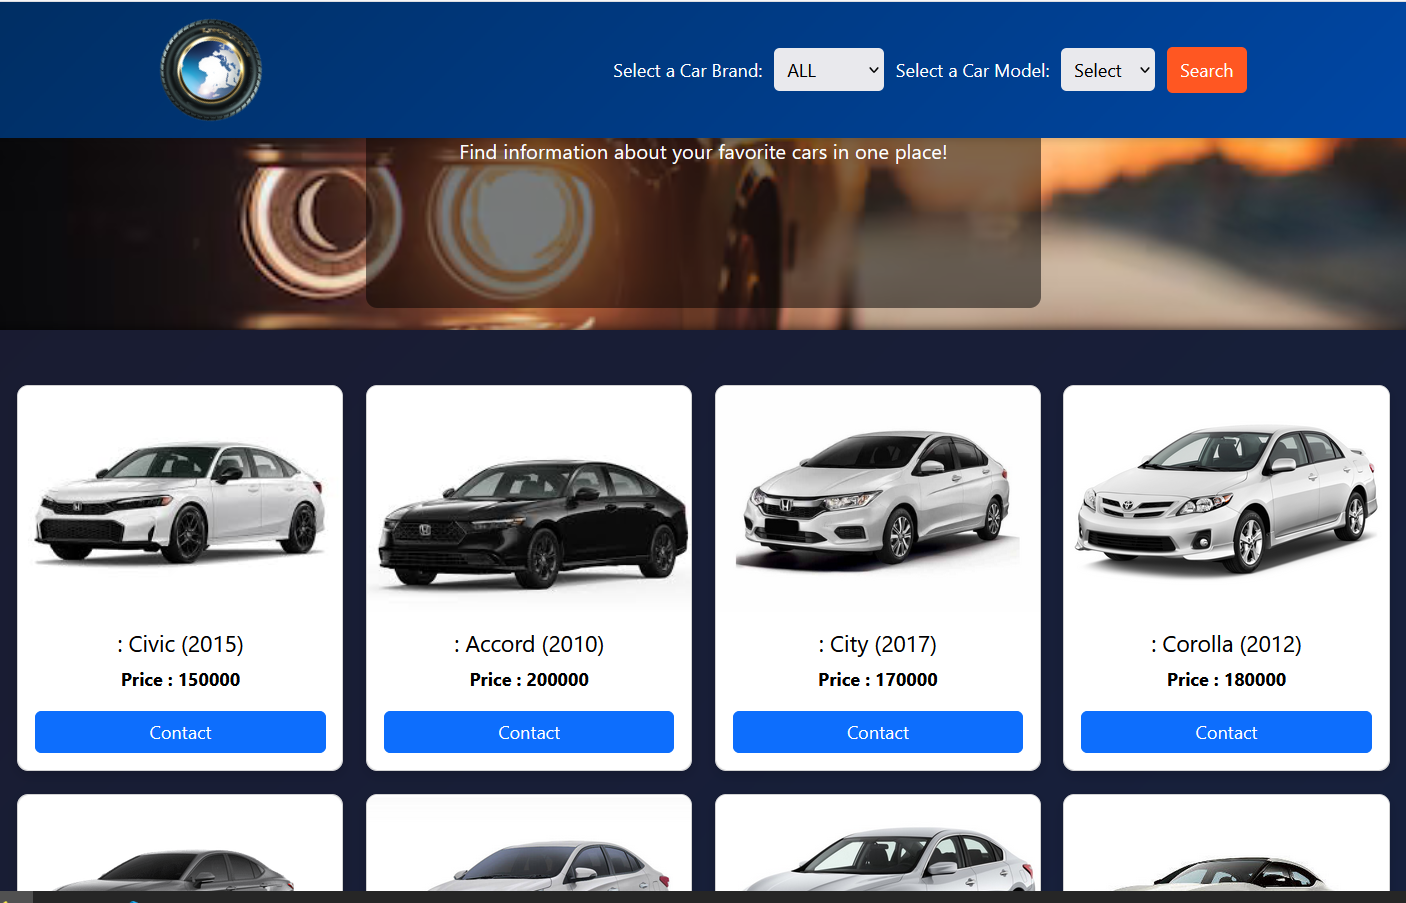 Select a Car Brand: ALL Select a Car Model: Select Search
Find information about your favorite cars in one place!
: Civic (2015)
Price : 150000
Contact
: Accord (2010)
Price : 200000
Contact
: City (2017)
Price : 170000
Contact
: Corolla (2012)
Price : 180000
Contact